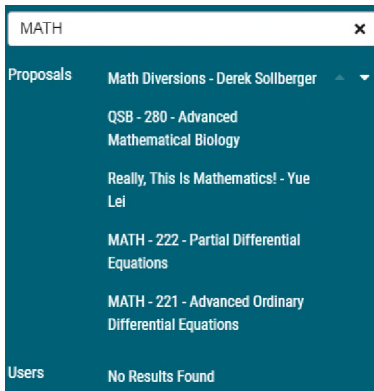 MATH
Proposals
Math Diversions - Derek Sollberger
QSB - 280 - Advanced
Mathematical Biology
Really, This Is Mathematics! - Yue
Lei
MATH - 222 - Partial Differential
Equations
MATH - 221 - Advanced Ordinary
Differential Equations
Users
No Results Found